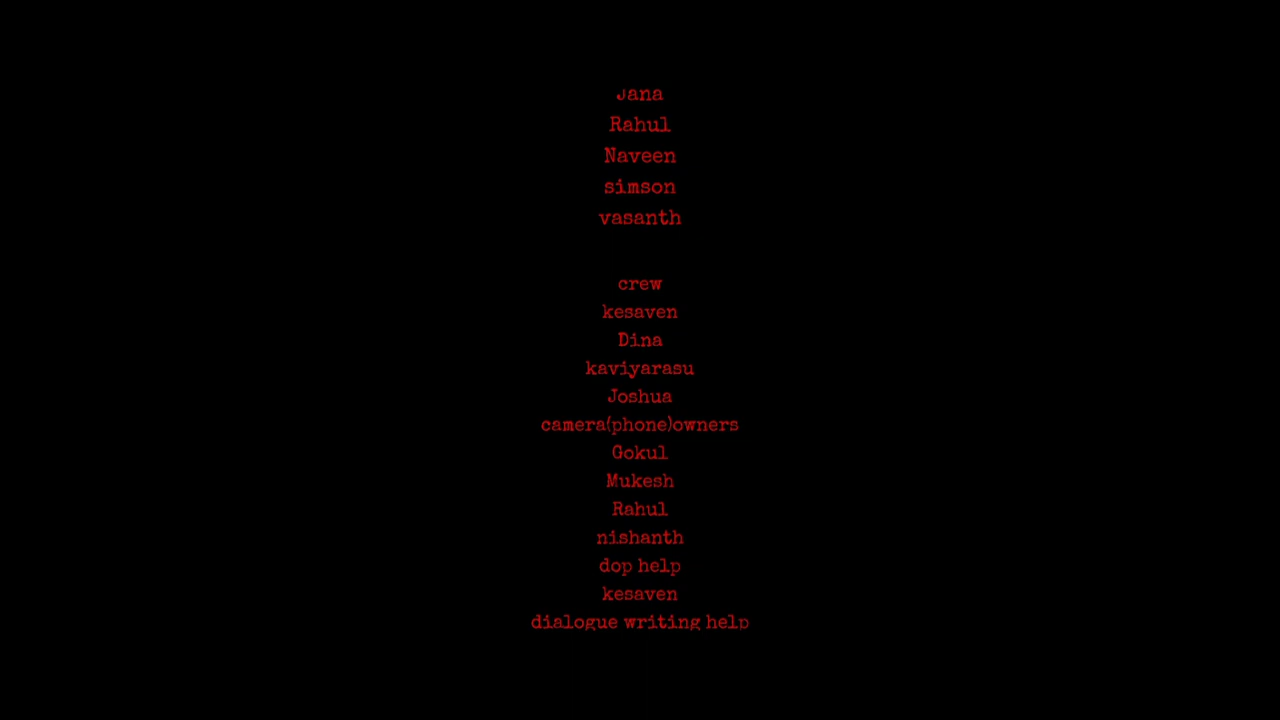 Jana
Rahul
Naveen
simson
vasanth
crew
kesaven
Dina
kaviyarasu
Joshua
camera(phone)owners
Gokul
Mukesh
Rahul
nishanth
dop help
kesaven
dialogue writing help